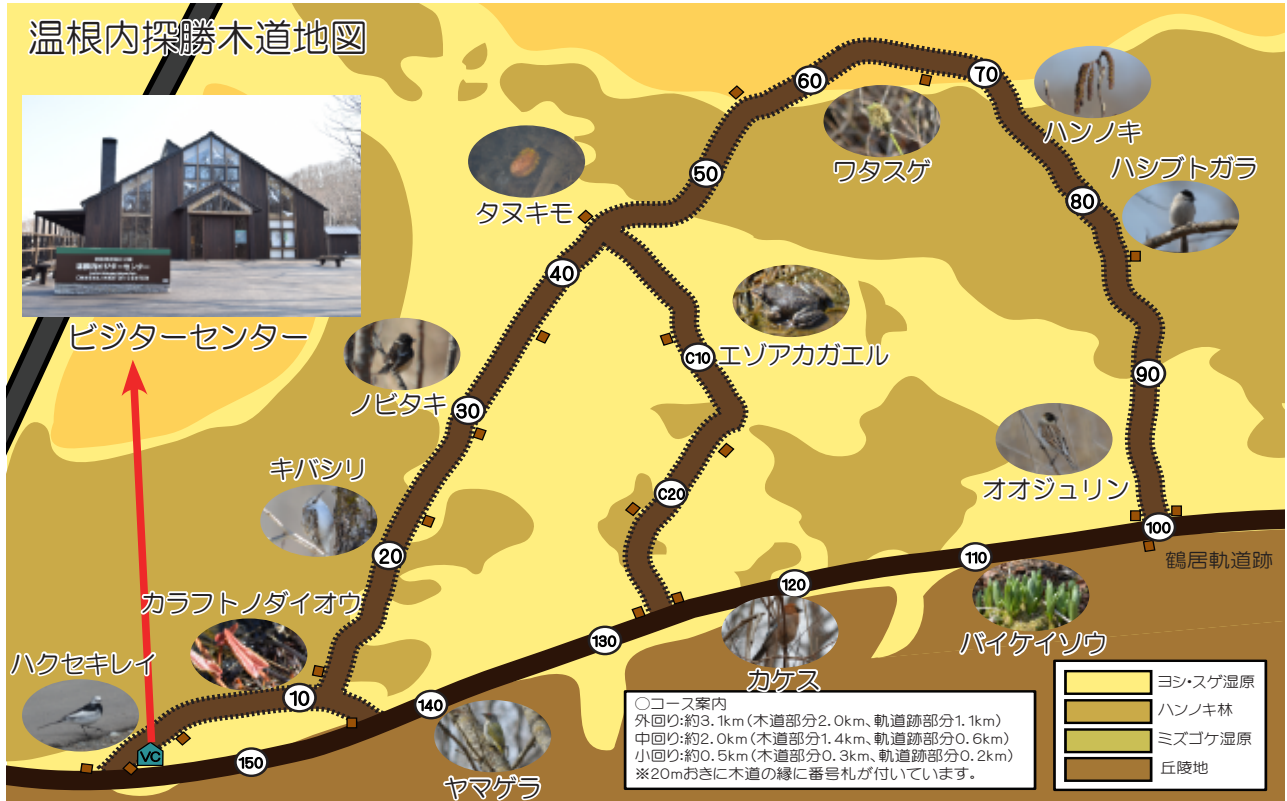 温根内探勝木道地図
ビジターセンター
温根内ビジターセンター
タヌキモ
ワタスゲ
ハンノキ
ハシブトガラ
エゾアカガエル
ノビタキ
キバシリ
オオジュリン
カラフトノダイオウ
ハクセキレイ
ヤマゲラ
カケス
バイケイソウ
鶴居軌道跡
VC
10
20
30
40
50
60
70
80
90
100
110
120
130
140
150
C10
C20
○コース案内
外回り:約3.1km(木道部分2.0km、軌道跡部分1.1km)
中回り:約2.0km(木道部分1.4km、軌道跡部分0.6km)
小回り:約0.5km(木道部分0.3km、軌道跡部分0.2km)
※20mおきに木道の縁に番号札が付いています。
ヨシ・スゲ湿原
ハンノキ林
ミズゴケ湿原
丘陵地